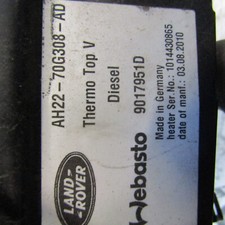 AH22-70G308-AD
Thermo Top V
Diesel
9017951D
Made in Germany
heater Ser.No.: 1014430865
date of manf.: 03.08.2010
LAND-
ROVER
Webasto